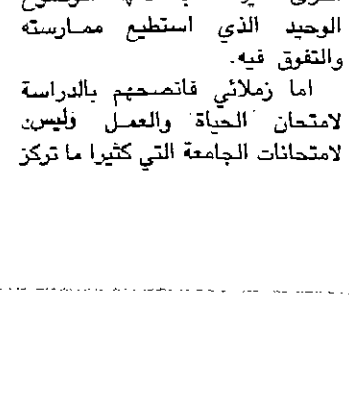 الوحيد الذي استطيع ممارسته
والتفوق فيه.
اما زملائي فانصحهم بالدراسة
لامتحان الحياة والعمل وليس
لامتحانات الجامعة التي كثيرا ما تركز